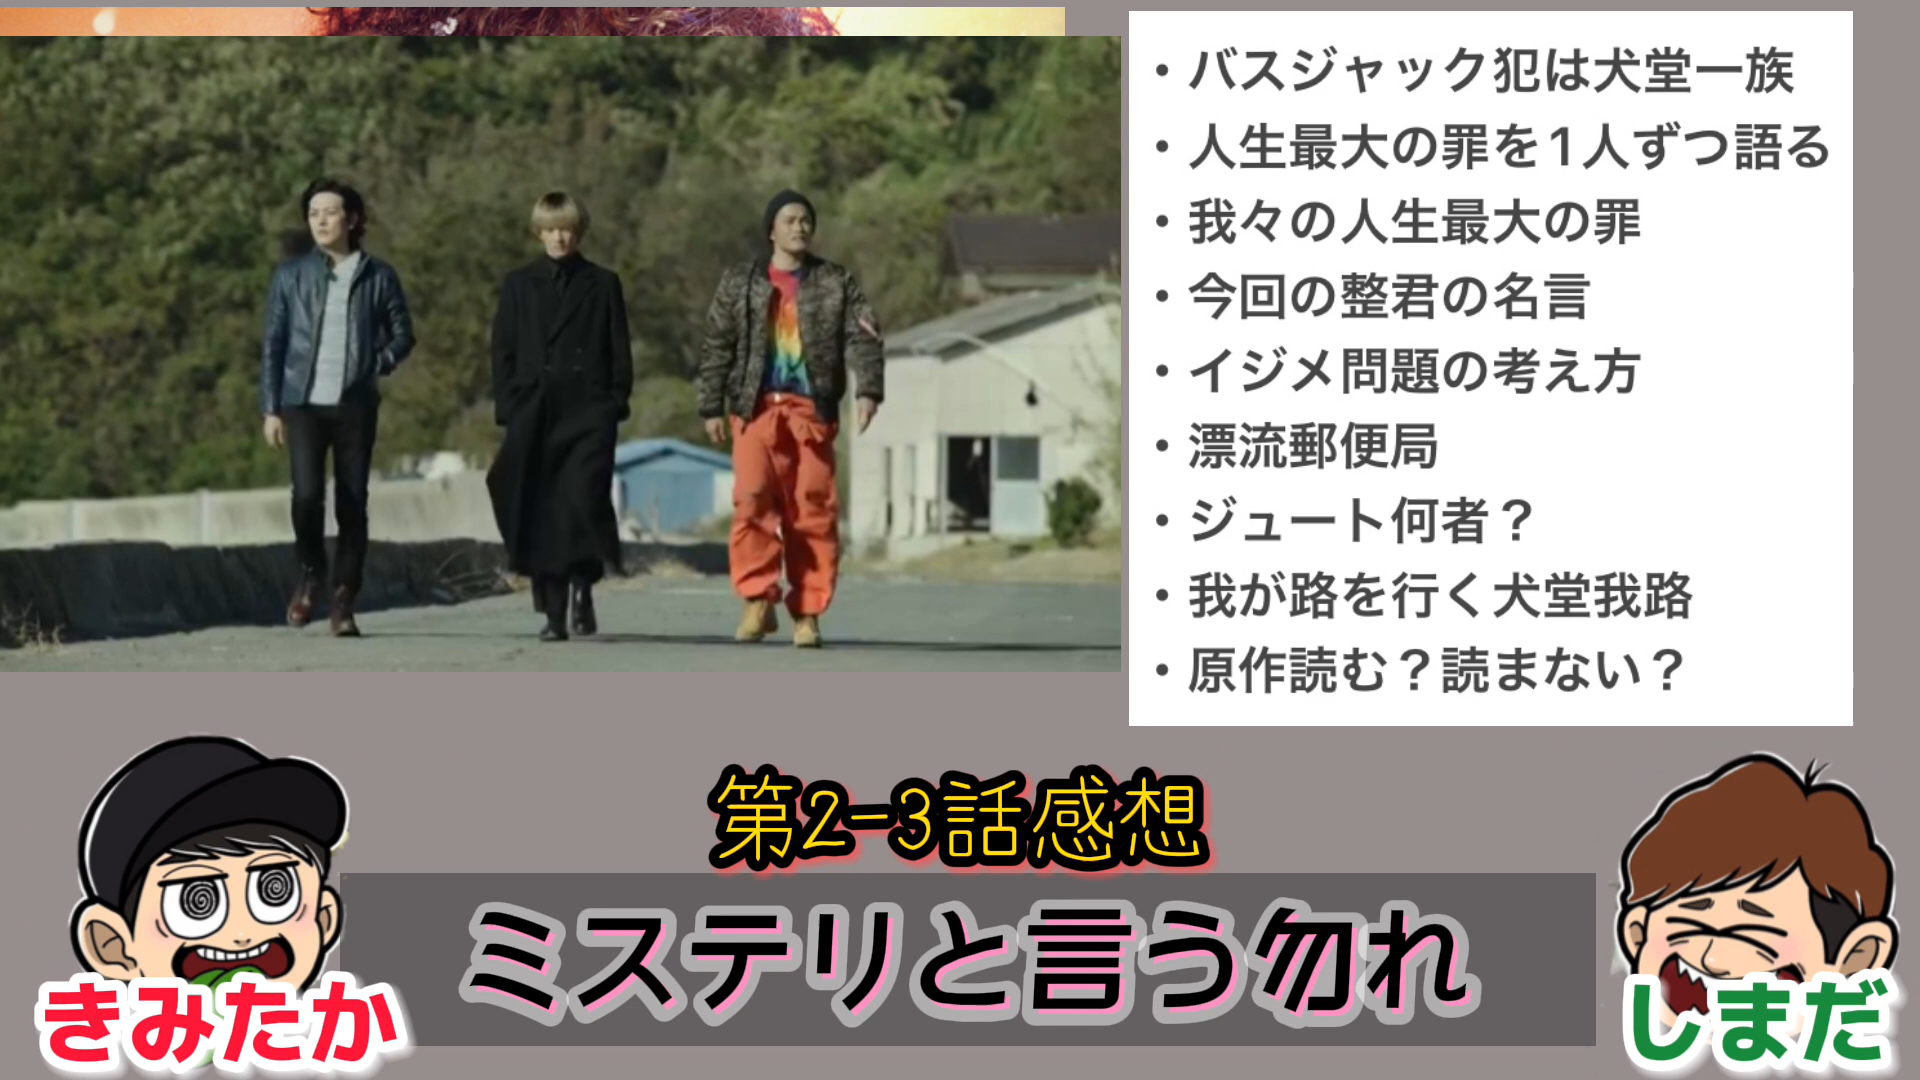 ・バスジャック犯は犬堂一族
・人生最大の罪を1人ずつ語る
・我々の人生最大の罪
・今回の整君の名言
・イジメ問題の考え方
・漂流郵便局
・ジュート何者？
・我が路を行く犬堂我路
・原作読む？読まない？
第2-3話感想
ミステリと言う勿れ
きみたか
しまだ